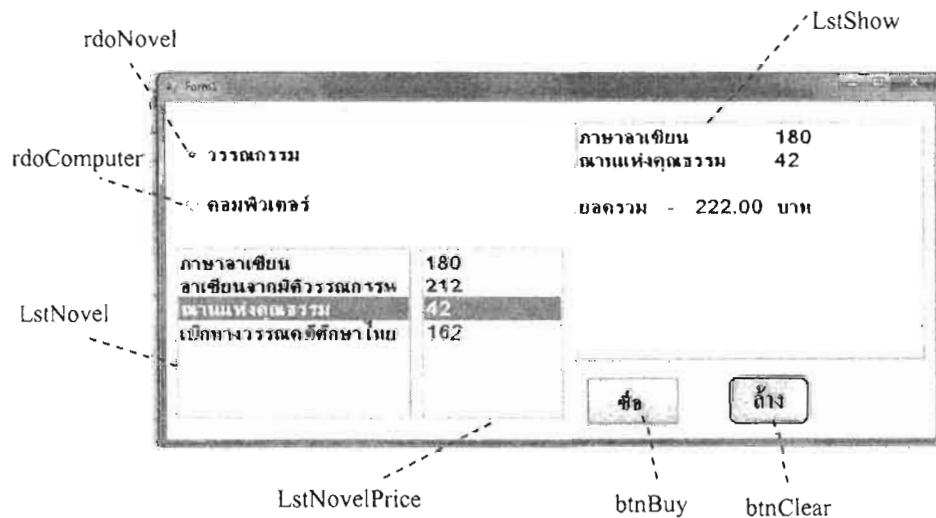 LstShow
rdoNovel
Form1
rdoComputer
วรรณกรรม
คอมพิวเตอร์
ภาษาอาเซียน 180
ณานแห่งคุณธรรม 42
ยอดรวม - 222.00 บาท
ภาษาอาเซียน 180
อาเซียนจากมิติวรรณกรรม 212
ณานแห่งคุณธรรม 42
เบิกทางวรรณคดีศึกษาไทย 162
LstNovel
ซื้อ
ล้าง
LstNovelPrice
btnBuy
btnClear